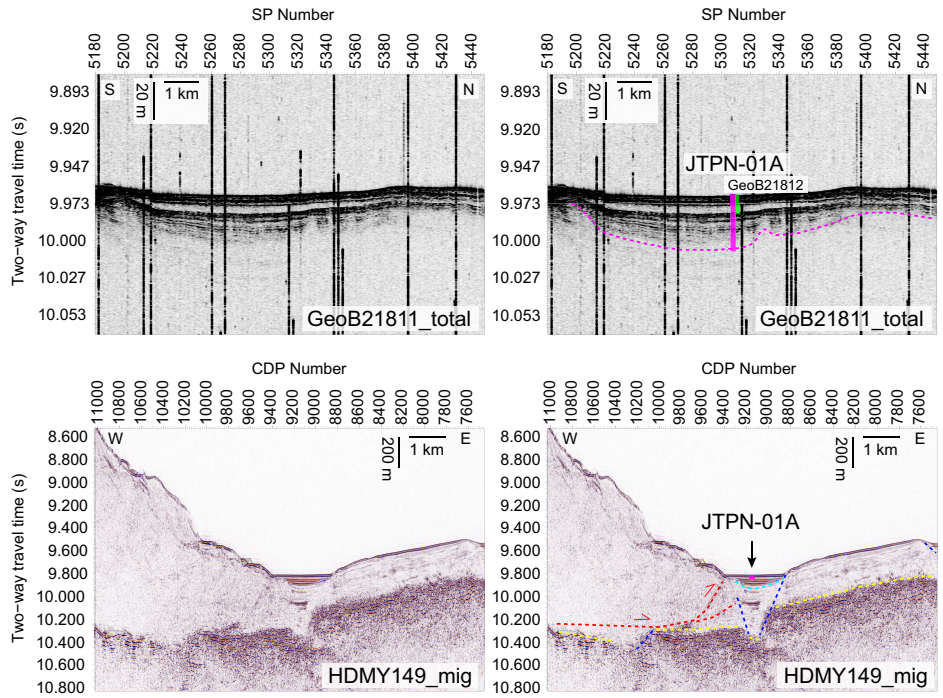 SP Number
5180 5200 5220 5240 5260 5280 5300 5320 5340 5360 5380 5400 5420 5440
Two-way travel time (s)
9.893
9.920
9.947
9.973
10.000
10.027
10.053
S
20 m
1 km
N
GeoB21811_total
SP Number
5180 5200 5220 5240 5260 5280 5300 5320 5340 5360 5380 5400 5420 5440
9.893
9.920
9.947
9.973
10.000
10.027
10.053
S
20 m
1 km
N
JTPN-01A
GeoB21812
GeoB21811_total
CDP Number
11000 10800 10600 10400 10200 10000 9800 9600 9400 9200 9000 8800 8600 8400 8200 8000 7800 7600
Two-way travel time (s)
8.600
8.800
9.000
9.200
9.400
9.600
9.800
10.000
10.200
10.400
10.600
10.800
W
200 m
1 km
E
HDMY149_mig
CDP Number
11000 10800 10600 10400 10200 10000 9800 9600 9400 9200 9000 8800 8600 8400 8200 8000 7800 7600
8.600
8.800
9.000
9.200
9.400
9.600
9.800
10.000
10.200
10.400
10.600
10.800
W
200 m
1 km
E
JTPN-01A
HDMY149_mig